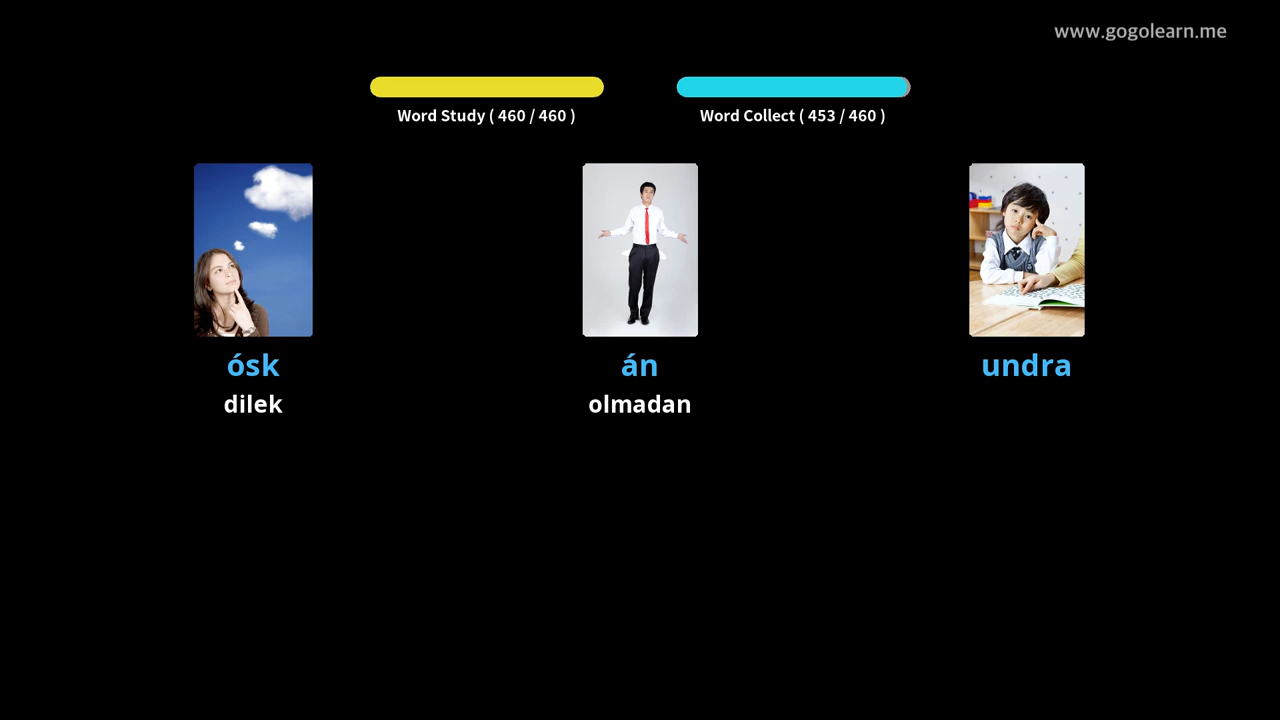 www.gogolearn.me
Word Study ( 460 / 460 )
Word Collect ( 453 / 460 )
ósk
án
undra
dilek
olmadan